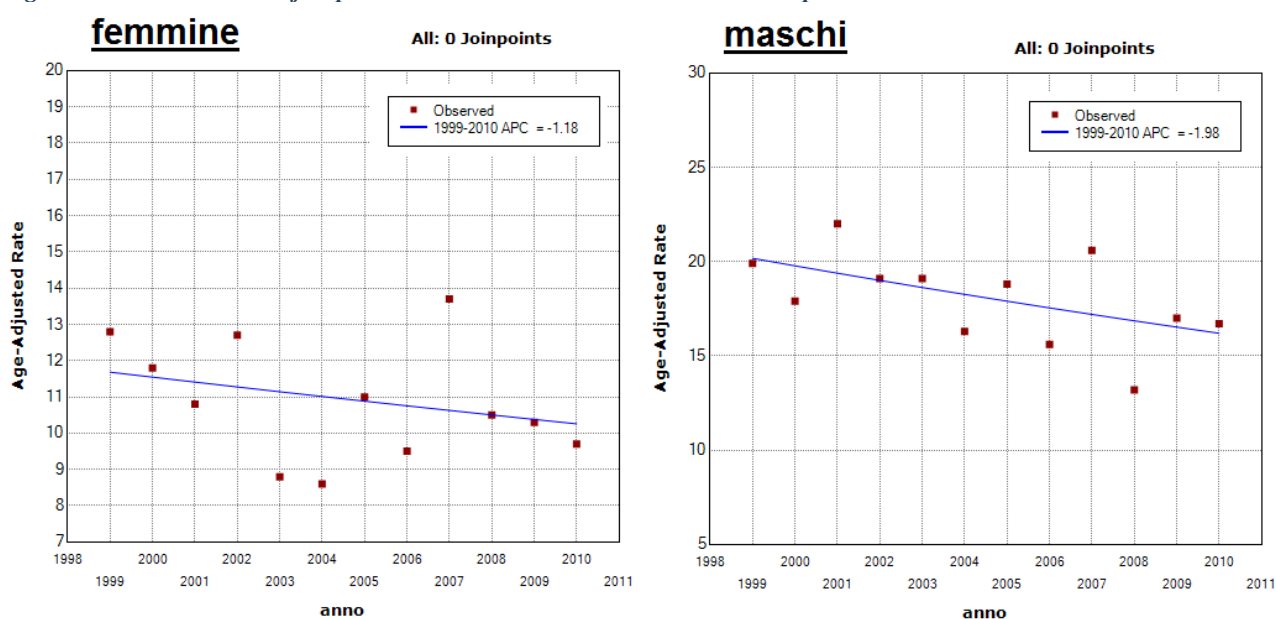 femmine
All: 0 Joinpoints
20
19
18
17
16
15
14
13
12
11
10
9
8
7
Age-Adjusted Rate
Observed
1999-2010 APC = -1.18
1998 2000 2002 2004 2006 2008 2010
1999 2001 2003 2005 2007 2009 2011
anno
maschi
All: 0 Joinpoints
30
25
20
15
10
5
Age-Adjusted Rate
Observed
1999-2010 APC = -1.98
1998 2000 2002 2004 2006 2008 2010
1999 2001 2003 2005 2007 2009 2011
anno